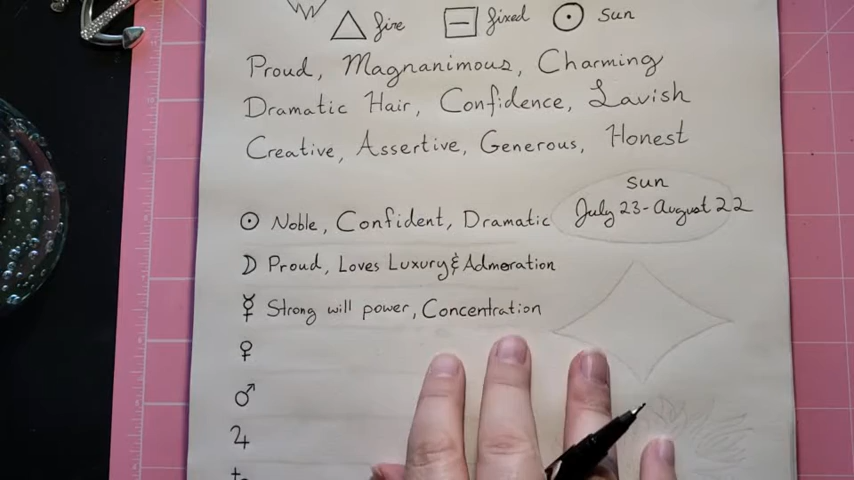 △ fire ⊟ fixed ☉ Sun
Proud, Magnanimous, Charming
Dramatic Hair, Confidence, Lavish
Creative, Assertive, Generous, Honest
sun
July 23-August 22
☉ Noble, Confident, Dramatic
☽ Proud, Loves Luxury & Admoration
☿ Strong will power, Concentration
♀
♂
♃